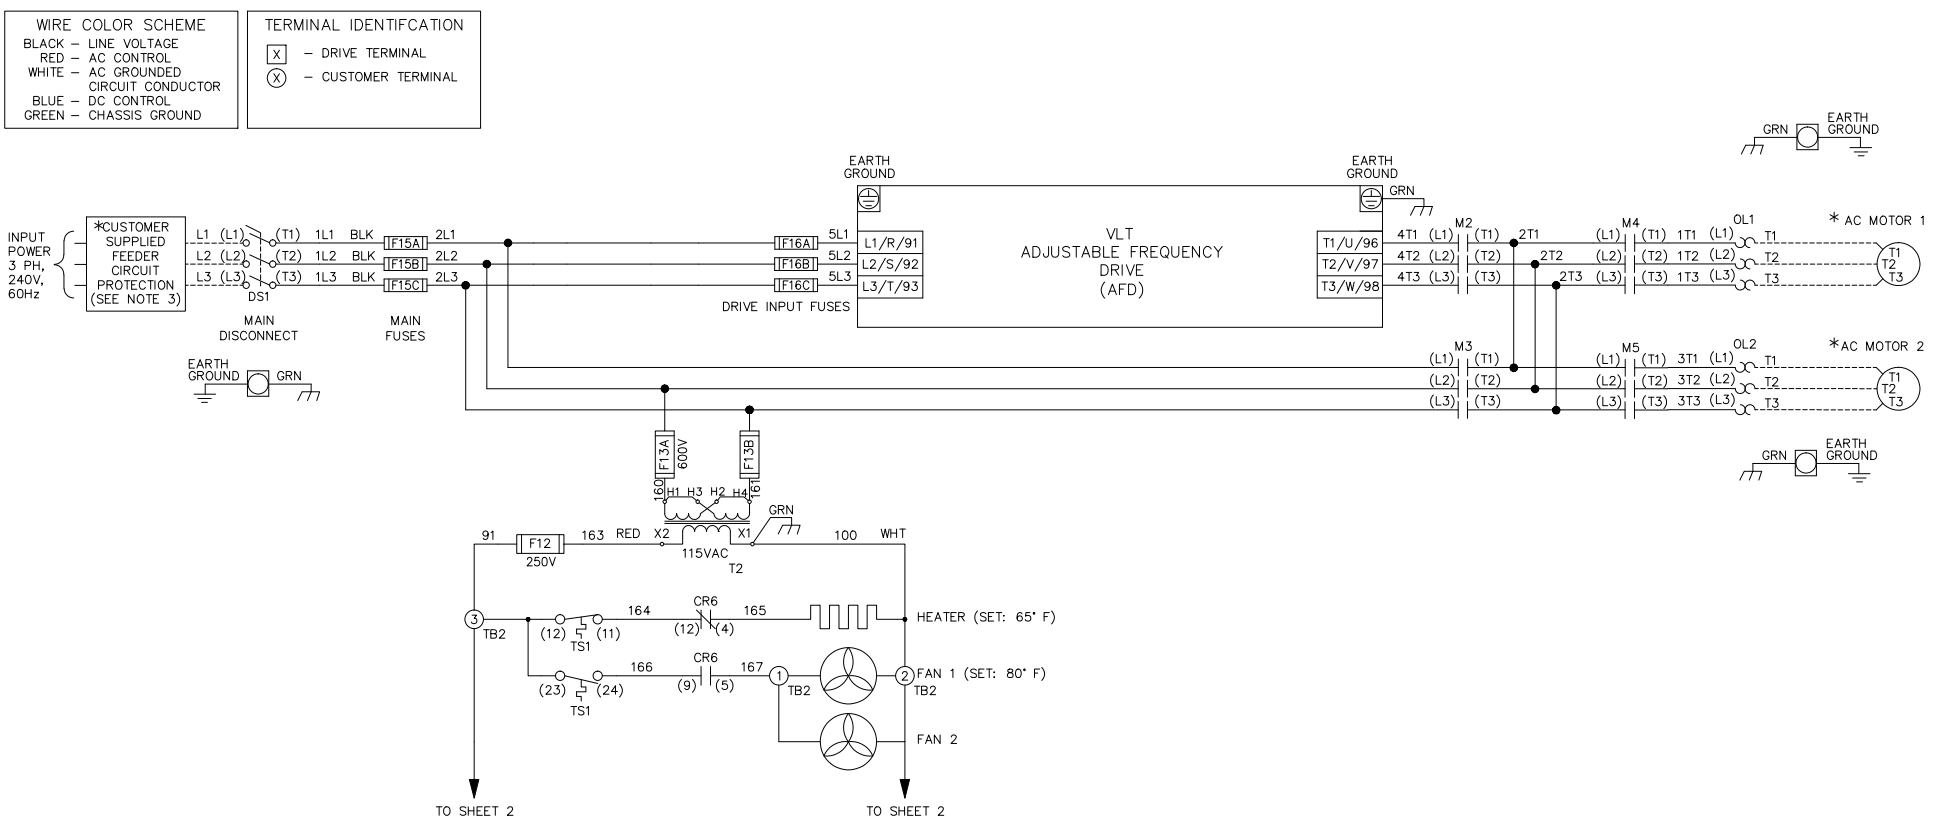 WIRE COLOR SCHEME
BLACK – LINE VOLTAGE
RED – AC CONTROL
WHITE – AC GROUNDED
CIRCUIT CONDUCTOR
BLUE – DC CONTROL
GREEN – CHASSIS GROUND
TERMINAL IDENTIFCATION
X – DRIVE TERMINAL
X – CUSTOMER TERMINAL
INPUT
POWER
3 PH,
240V,
60Hz
*CUSTOMER
SUPPLIED
FEEDER
CIRCUIT
PROTECTION
(SEE NOTE 3)
L1 (L1) (T1) 1L1 BLK F15A 2L1
L2 (L2) (T2) 1L2 BLK F15B 2L2
L3 (L3) (T3) 1L3 BLK F15C 2L3
DS1
MAIN
DISCONNECT
MAIN
FUSES
EARTH
GROUND GRN
F16A 5L1 L1/R/91
F16B 5L2 L2/S/92
F16C 5L3 L3/T/93
DRIVE INPUT FUSES
EARTH
GROUND
VLT
ADJUSTABLE FREQUENCY
DRIVE
(AFD)
EARTH
GROUND
GRN
T1/U/96 4T1 (L1) M2 (T1) 2T1 (L1) M4 (T1) 1T1 (L1) OL1 T1
T2/V/97 4T2 (L2) (T2) 2T2 (L2) (T2) 1T2 (L2) T2
T3/W/98 4T3 (L3) (T3) 2T3 (L3) (T3) 1T3 (L3) T3
* AC MOTOR 1
T1
T2
T3
GRN EARTH
GROUND
(L1) M3 (T1) (L1) M5 (T1) 3T1 (L1) OL2 T1
(L2) (T2) (L2) (T2) 3T2 (L2) T2
(L3) (T3) (L3) (T3) 3T3 (L3) T3
* AC MOTOR 2
T1
T2
T3
GRN EARTH
GROUND
F13A 600V F13B
160 H1 H3 H2 H4 161
GRN
91 F12 163 RED X2 X1 100 WHT
250V
115VAC
T2
3 TB2
(12) (11) TS1 164 CR6 (12) (4) 165 HEATER (SET: 65° F)
(23) (24) TS1 166 CR6 (9) (5) 167 1 TB2 2 TB2 FAN 1 (SET: 80° F)
FAN 2
TO SHEET 2
TO SHEET 2